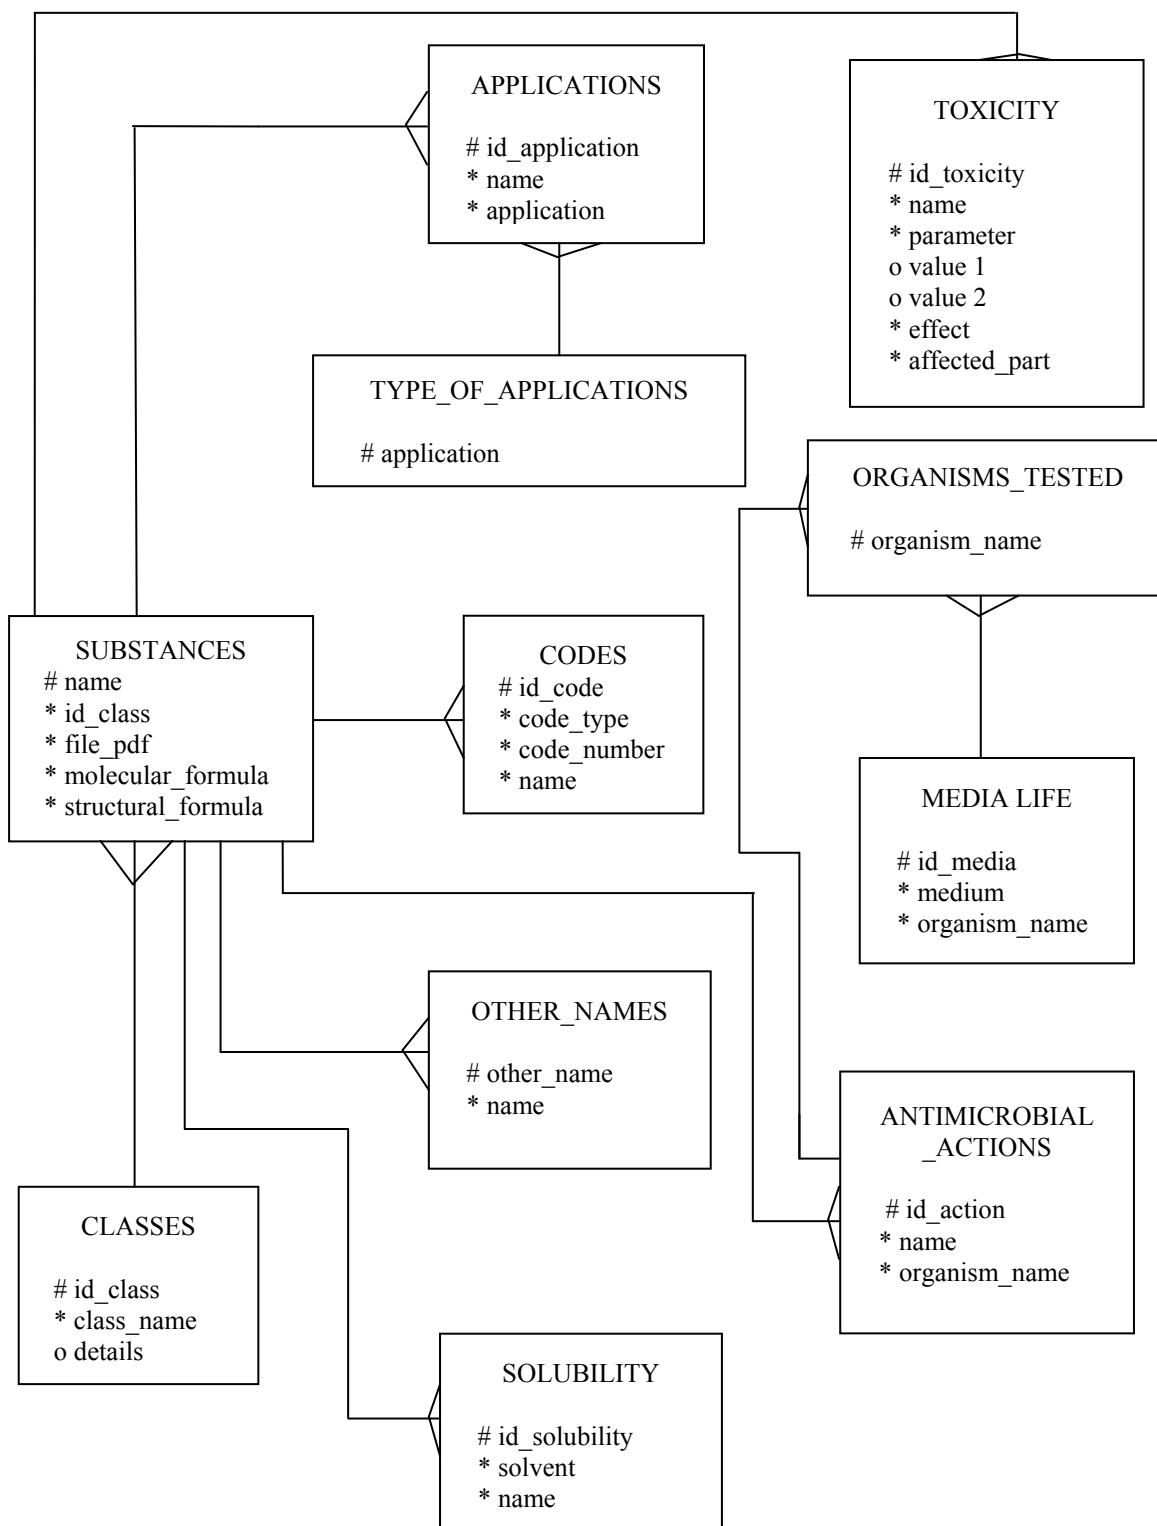 APPLICATIONS
# id_application
* name
* application
TOXICITY
# id_toxicity
* name
* parameter
o value 1
o value 2
* effect
* affected_part
TYPE_OF_APPLICATIONS
# application
ORGANISMS_TESTED
# organism_name
SUBSTANCES
# name
* id_class
* file_pdf
* molecular_formula
* structural_formula
CODES
# id_code
* code_type
* code_number
* name
MEDIA LIFE
# id_media
* medium
* organism_name
OTHER_NAMES
# other_name
* name
ANTIMICROBIAL
_ACTIONS
# id_action
* name
* organism_name
CLASSES
# id_class
* class_name
o details
SOLUBILITY
# id_solubility
* solvent
* name